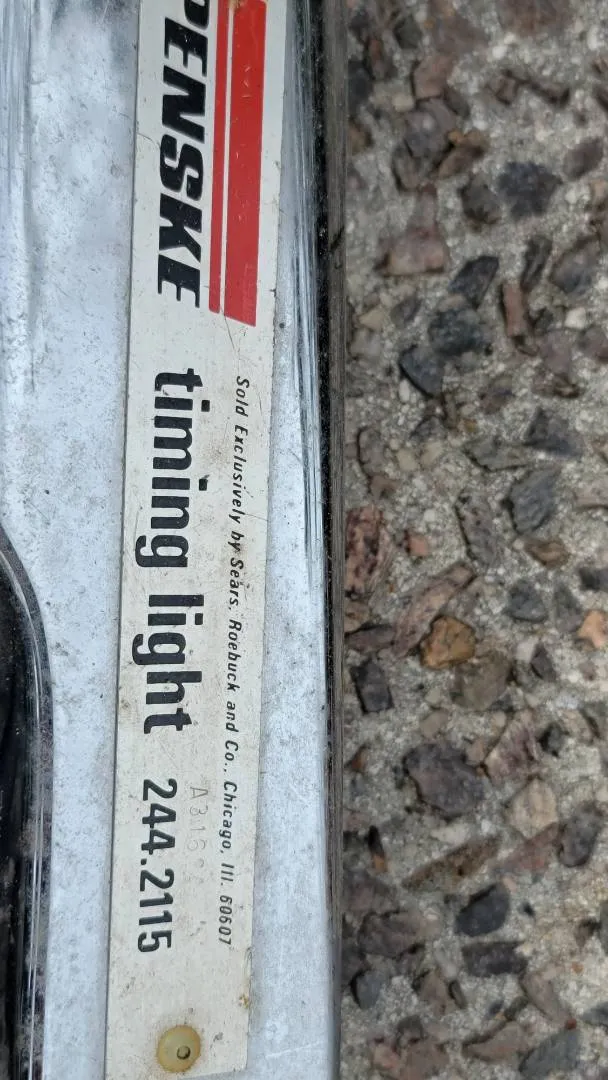 PENSKE
Sold Exclusively by Sears, Roebuck and Co., Chicago, Ill. 60607
timing light 244.2115